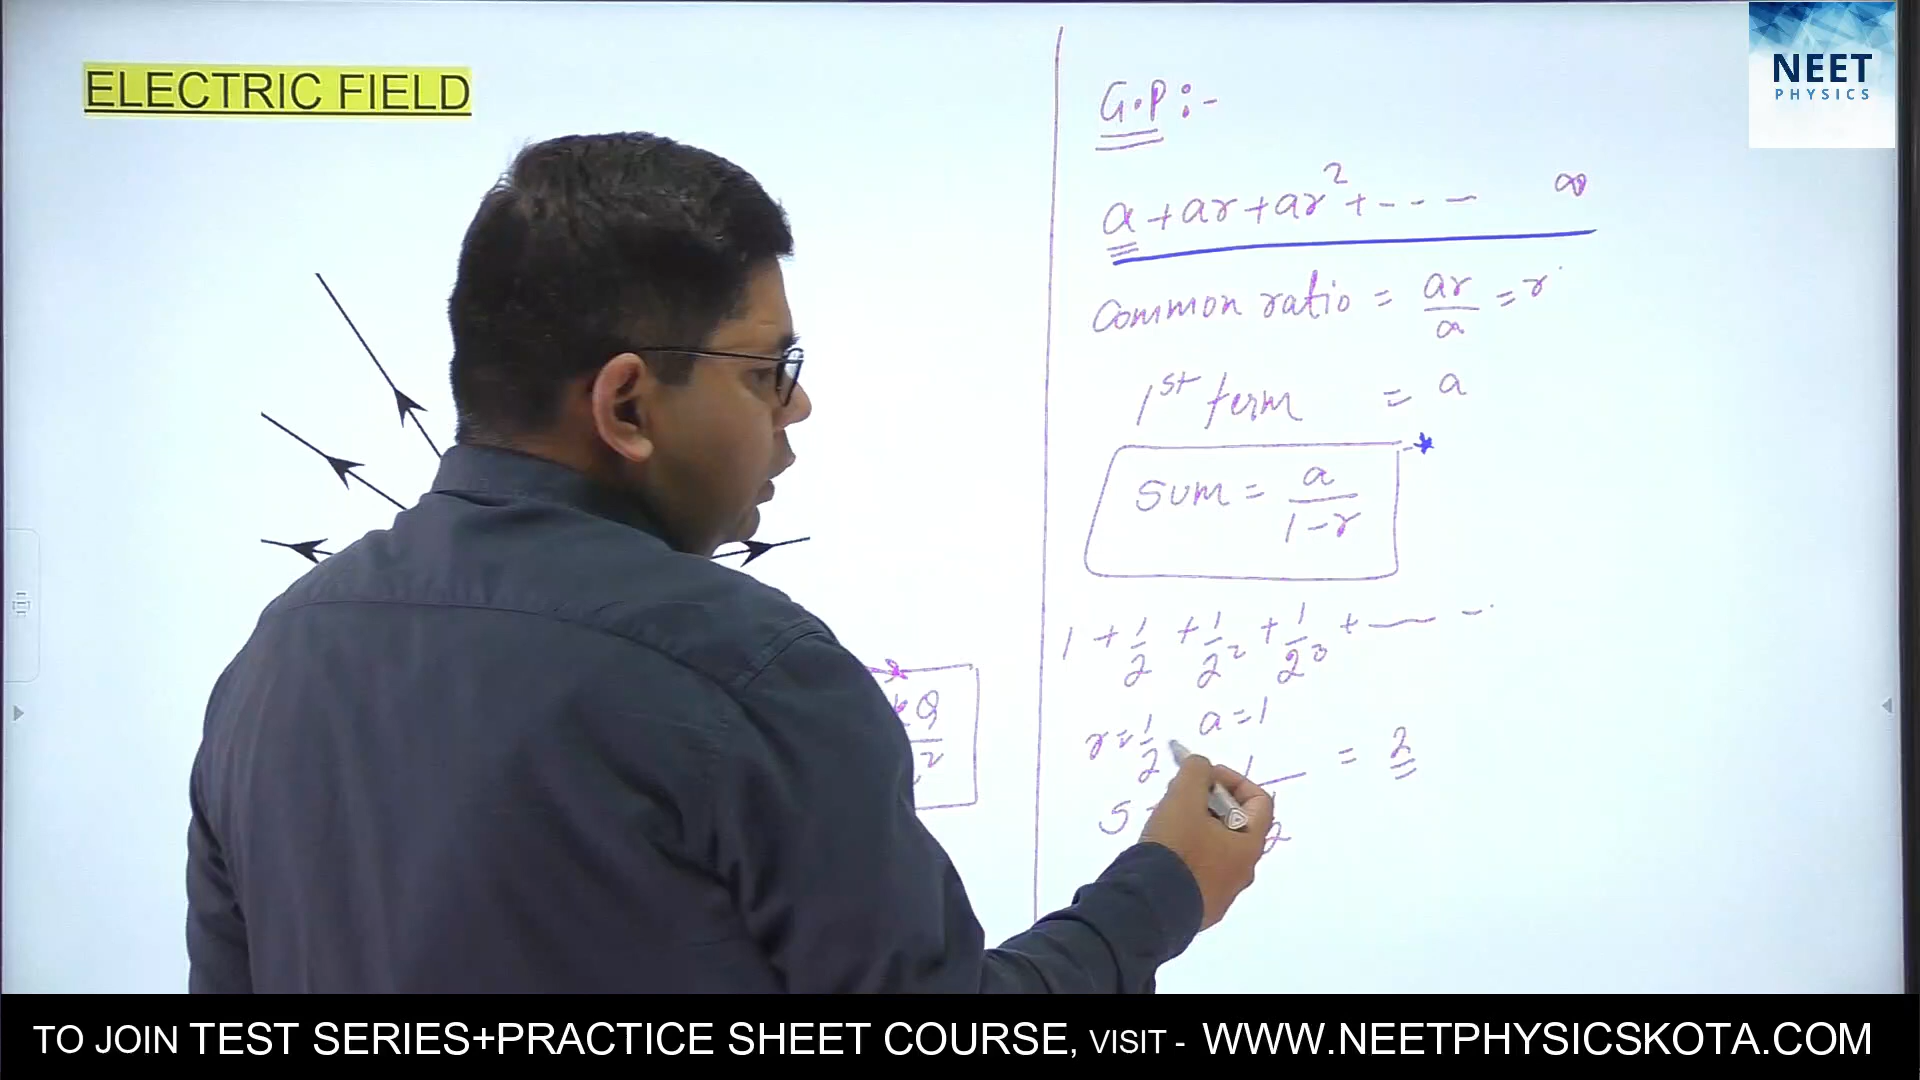 ELECTRIC FIELD
NEET
PHYSICS
G.P:-
a + ar + ar² + - - - ∞
Common ratio = ar/a = r
1st term = a
Sum = a/1-r
1 + 1/2 + 1/2² + 1/2³ + -- -
r = 1/2 a = 1
= 2
S
Q
TO JOIN TEST SERIES+PRACTICE SHEET COURSE, VISIT - WWW.NEETPHYSICSKOTA.COM